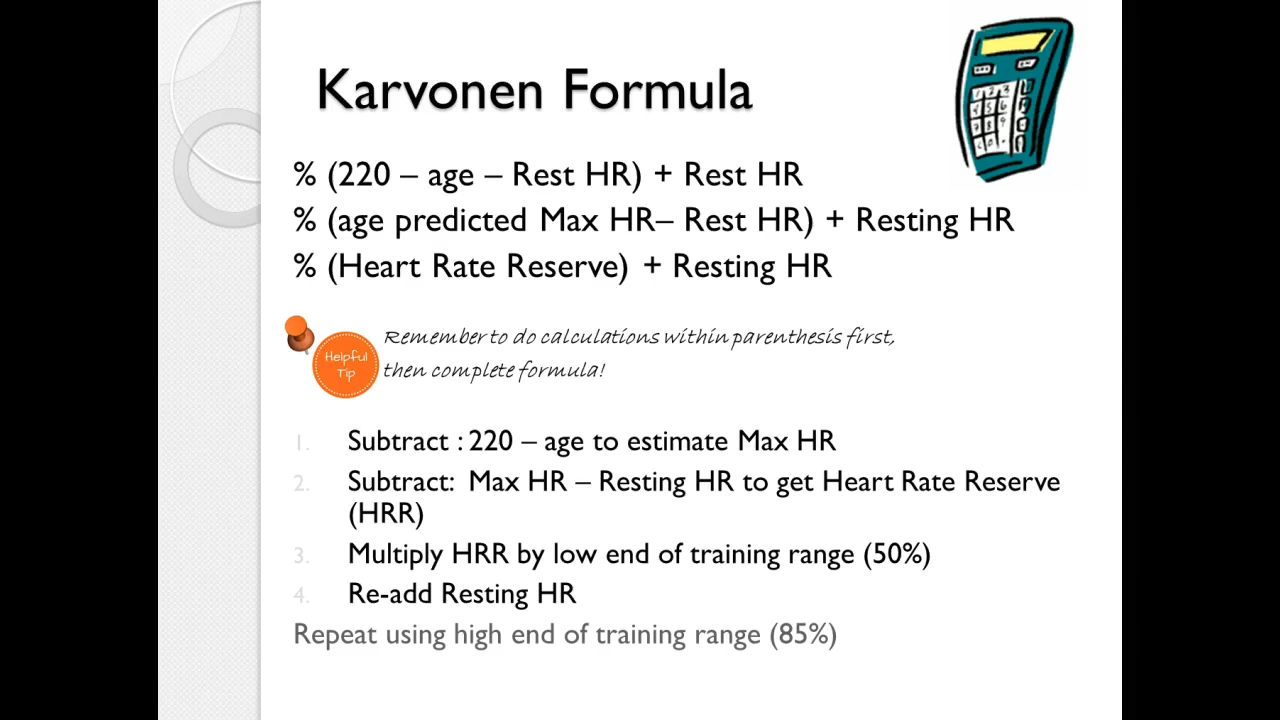 Karvonen Formula
% (220 – age – Rest HR) + Rest HR
% (age predicted Max HR– Rest HR) + Resting HR
% (Heart Rate Reserve) + Resting HR
Helpful
Tip
Remember to do calculations within parenthesis first,
then complete formula!
1. Subtract : 220 – age to estimate Max HR
2. Subtract: Max HR – Resting HR to get Heart Rate Reserve
(HRR)
3. Multiply HRR by low end of training range (50%)
4. Re-add Resting HR
Repeat using high end of training range (85%)